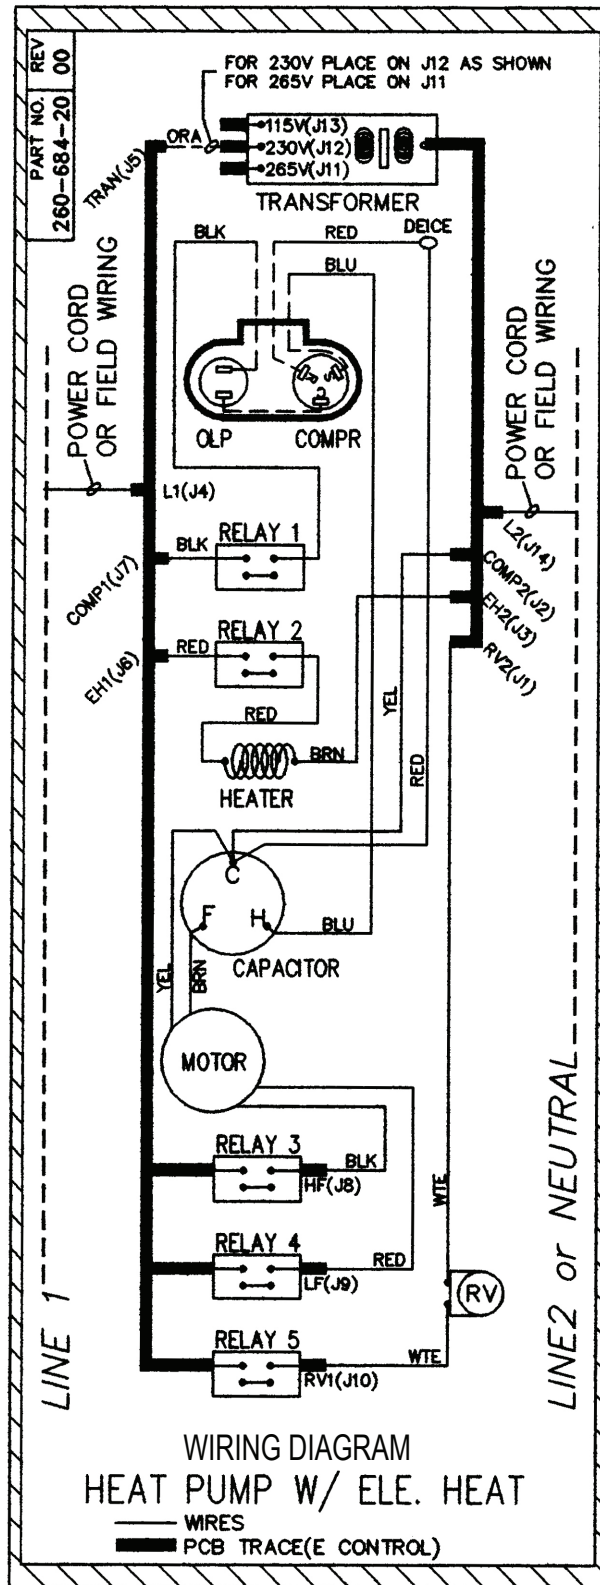 PART NO. REV
260-684-20 00
FOR 230V PLACE ON J12 AS SHOWN
FOR 265V PLACE ON J11
ORA
115V(J13)
230V(J12)
265V(J11)
TRAN(J5)
TRANSFORMER
BLK
RED
DEICE
BLU
POWER CORD
OR FIELD WIRING
POWER CORD
OR FIELD WIRING
R
S
C
OLP
COMPR
L1(J4)
L2(J14)
RELAY 1
BLK
COMP1(J7)
COMP2(J2)
EH2(J3)
RELAY 2
RED
EH1(J6)
RV2(J1)
RED
YEL
BRN
RED
HEATER
C
F
H
BLU
CAPACITOR
YEL
BRN
MOTOR
RELAY 3
BLK
HF(J8)
WTE
RELAY 4
RED
LF(J9)
RV
RELAY 5
WTE
RV1(J10)
LINE 1
LINE2 or NEUTRAL
WIRING DIAGRAM
HEAT PUMP W/ ELE. HEAT
WIRES
PCB TRACE(E CONTROL)